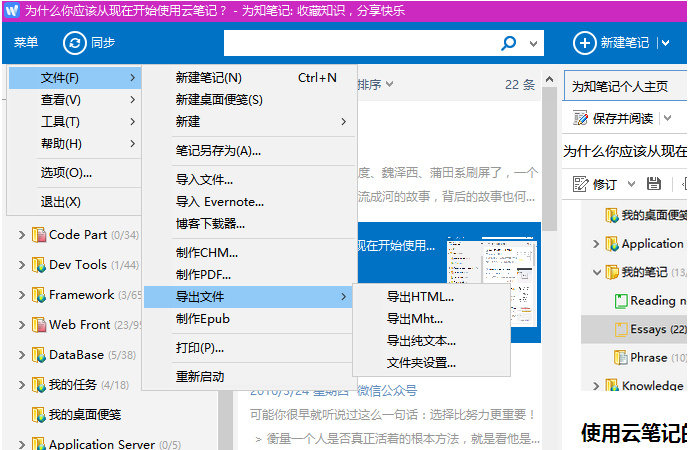 为什么你应该从现在开始使用云笔记？ - 为知笔记: 收藏知识，分享快乐
菜单
同步
新建笔记
文件(F)
查看(V)
工具(T)
帮助(H)
选项(O)...
退出(X)
新建笔记(N) Ctrl+N
新建桌面便笺(S)
新建
笔记另存为(A)...
导入文件...
导入 Evernote...
博客下载器...
制作CHM...
制作PDF...
导出文件
制作Epub
打印(P)...
重新启动
导出HTML...
导出Mht...
导出纯文本...
文件夹设置...
Code Part (0/34)
Dev Tools (1/44)
Framework (3/65
Web Front (23/95
DataBase (5/38)
我的任务 (4/18)
我的桌面便笺
Application Server (0/5)
排序
22 条
度、魏泽西、莆田系刷屏了，一个
流成河的故事，背后的故事也何...
现在开始使用...
2016/3/24 星期四 微信公众号
可能你很早就听说过这么一句话：选择比努力更重要！
> 衡量一个人是否真正活着的根本方法，就是看他是...
为知笔记个人主页
保存并阅读
为什么你应该从现在
修订
我的桌面便笺
Application
我的笔记 (13/
Reading n
Essays (22)
Phrase (10/
Knowledge
使用云笔记的